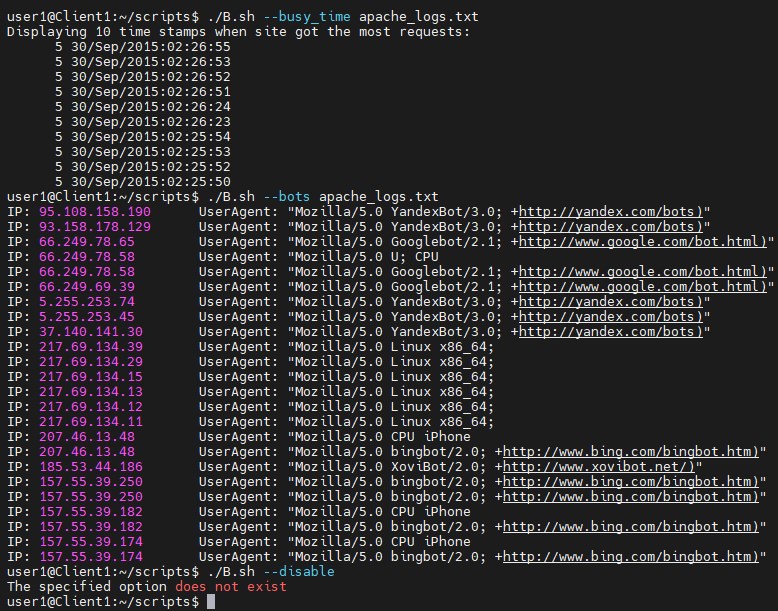 user1@Client1:~/scripts$ ./B.sh --busy_time apache_logs.txt
Displaying 10 time stamps when site got the most requests:
      5 30/Sep/2015:02:26:55
      5 30/Sep/2015:02:26:53
      5 30/Sep/2015:02:26:52
      5 30/Sep/2015:02:26:51
      5 30/Sep/2015:02:26:24
      5 30/Sep/2015:02:26:23
      5 30/Sep/2015:02:25:54
      5 30/Sep/2015:02:25:53
      5 30/Sep/2015:02:25:52
      5 30/Sep/2015:02:25:50
user1@Client1:~/scripts$ ./B.sh --bots apache_logs.txt
IP: 95.108.158.190      UserAgent: "Mozilla/5.0 YandexBot/3.0; +http://yandex.com/bots)"
IP: 93.158.178.129      UserAgent: "Mozilla/5.0 YandexBot/3.0; +http://yandex.com/bots)"
IP: 66.249.78.65        UserAgent: "Mozilla/5.0 Googlebot/2.1; +http://www.google.com/bot.html)"
IP: 66.249.78.58        UserAgent: "Mozilla/5.0 U; CPU
IP: 66.249.78.58        UserAgent: "Mozilla/5.0 Googlebot/2.1; +http://www.google.com/bot.html)"
IP: 66.249.69.39        UserAgent: "Mozilla/5.0 Googlebot/2.1; +http://www.google.com/bot.html)"
IP: 5.255.253.74        UserAgent: "Mozilla/5.0 YandexBot/3.0; +http://yandex.com/bots)"
IP: 5.255.253.45        UserAgent: "Mozilla/5.0 YandexBot/3.0; +http://yandex.com/bots)"
IP: 37.140.141.30       UserAgent: "Mozilla/5.0 YandexBot/3.0; +http://yandex.com/bots)"
IP: 217.69.134.39       UserAgent: "Mozilla/5.0 Linux x86_64;
IP: 217.69.134.29       UserAgent: "Mozilla/5.0 Linux x86_64;
IP: 217.69.134.15       UserAgent: "Mozilla/5.0 Linux x86_64;
IP: 217.69.134.13       UserAgent: "Mozilla/5.0 Linux x86_64;
IP: 217.69.134.12       UserAgent: "Mozilla/5.0 Linux x86_64;
IP: 217.69.134.11       UserAgent: "Mozilla/5.0 Linux x86_64;
IP: 207.46.13.48        UserAgent: "Mozilla/5.0 CPU iPhone
IP: 207.46.13.48        UserAgent: "Mozilla/5.0 bingbot/2.0; +http://www.bing.com/bingbot.htm)"
IP: 185.53.44.186       UserAgent: "Mozilla/5.0 XoviBot/2.0; +http://www.xovibot.net/)"
IP: 157.55.39.250       UserAgent: "Mozilla/5.0 bingbot/2.0; +http://www.bing.com/bingbot.htm)"
IP: 157.55.39.250       UserAgent: "Mozilla/5.0 bingbot/2.0; +http://www.bing.com/bingbot.htm)"
IP: 157.55.39.182       UserAgent: "Mozilla/5.0 CPU iPhone
IP: 157.55.39.182       UserAgent: "Mozilla/5.0 bingbot/2.0; +http://www.bing.com/bingbot.htm)"
IP: 157.55.39.174       UserAgent: "Mozilla/5.0 CPU iPhone
IP: 157.55.39.174       UserAgent: "Mozilla/5.0 bingbot/2.0; +http://www.bing.com/bingbot.htm)"
user1@Client1:~/scripts$ ./B.sh --disable
The specified option does not exist
user1@Client1:~/scripts$